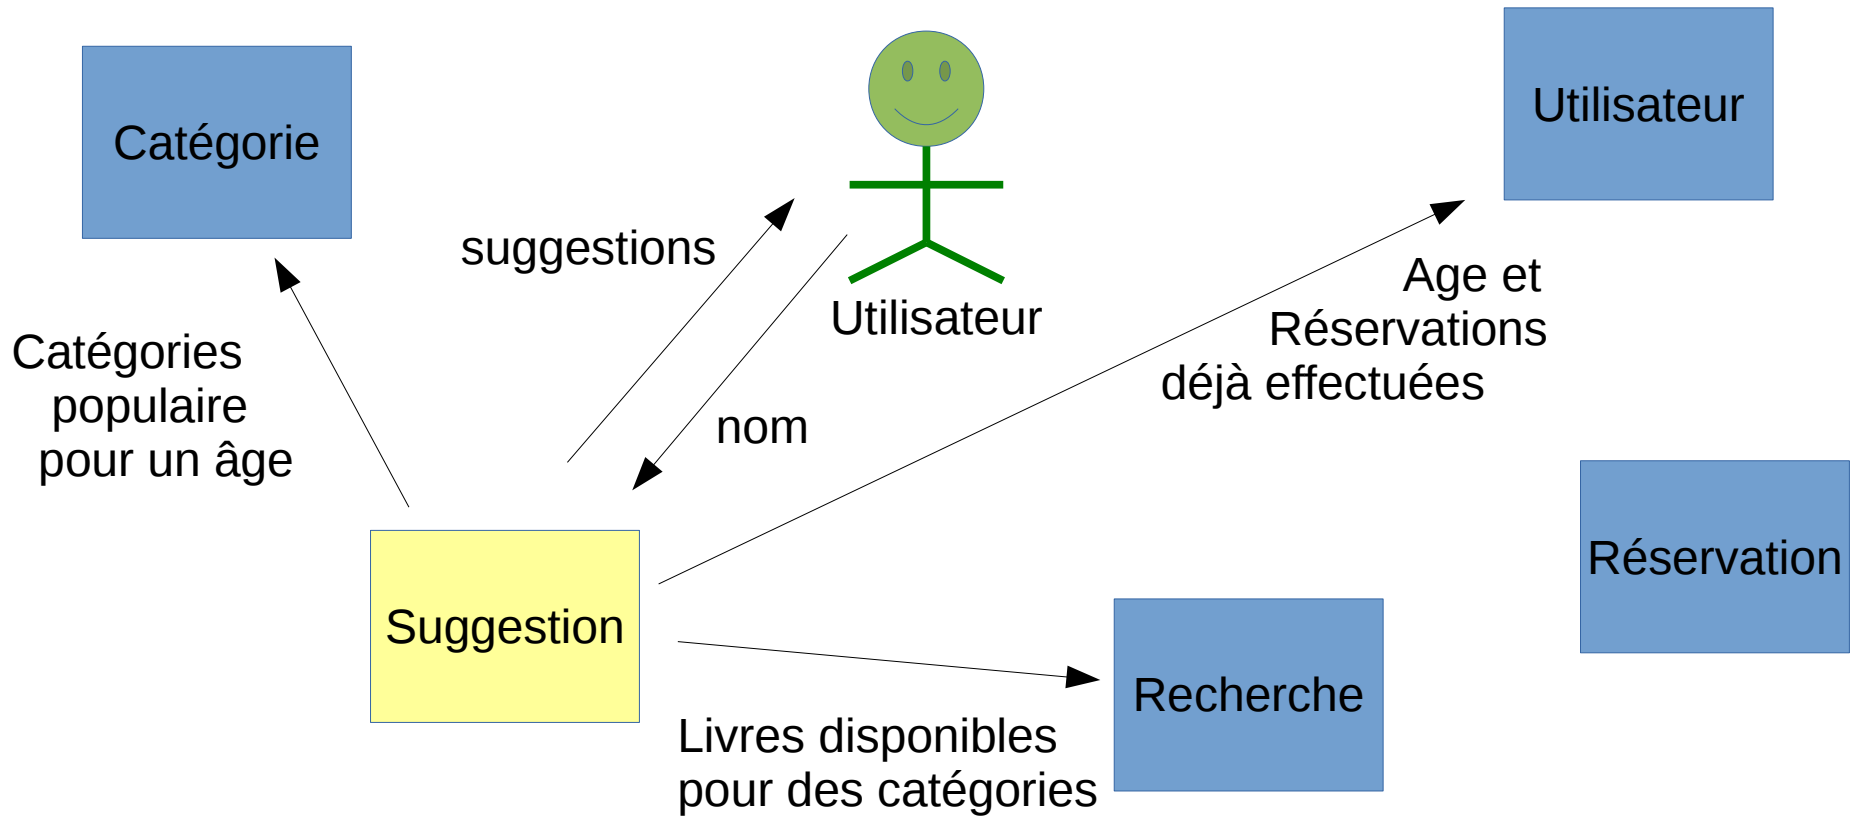 Utilisateur
Catégorie
suggestions
Age et
Utilisateur
Réservations
Catégories
déjà effectuées
populaire
nom
pour un âge
Réservation
Suggestion
Recherche
Livres disponibles
pour des catégories